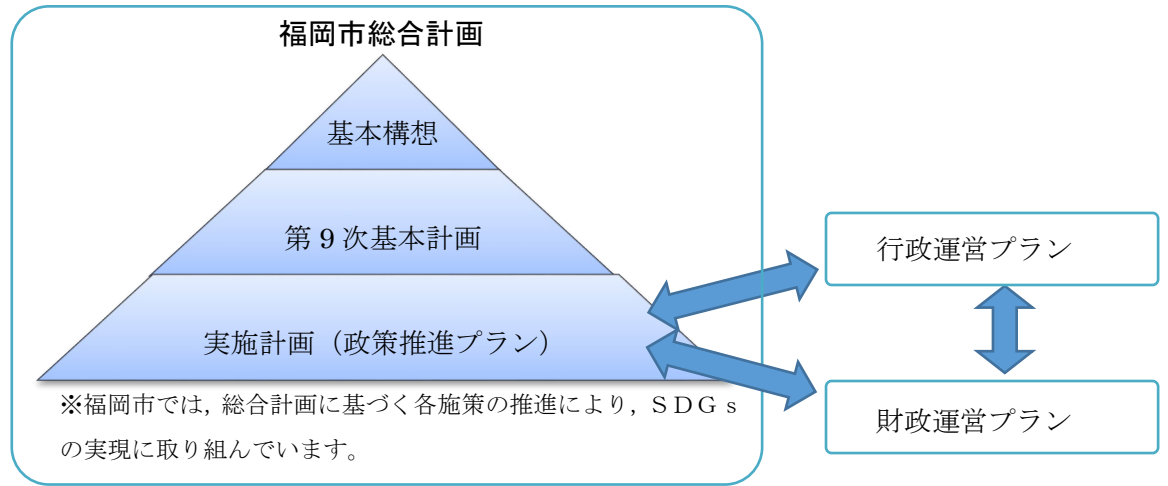 福岡市総合計画
基本構想
第9次基本計画
実施計画（政策推進プラン）
※福岡市では，総合計画に基づく各施策の推進により，ＳＤＧｓ
の実現に取り組んでいます。
行政運営プラン
財政運営プラン